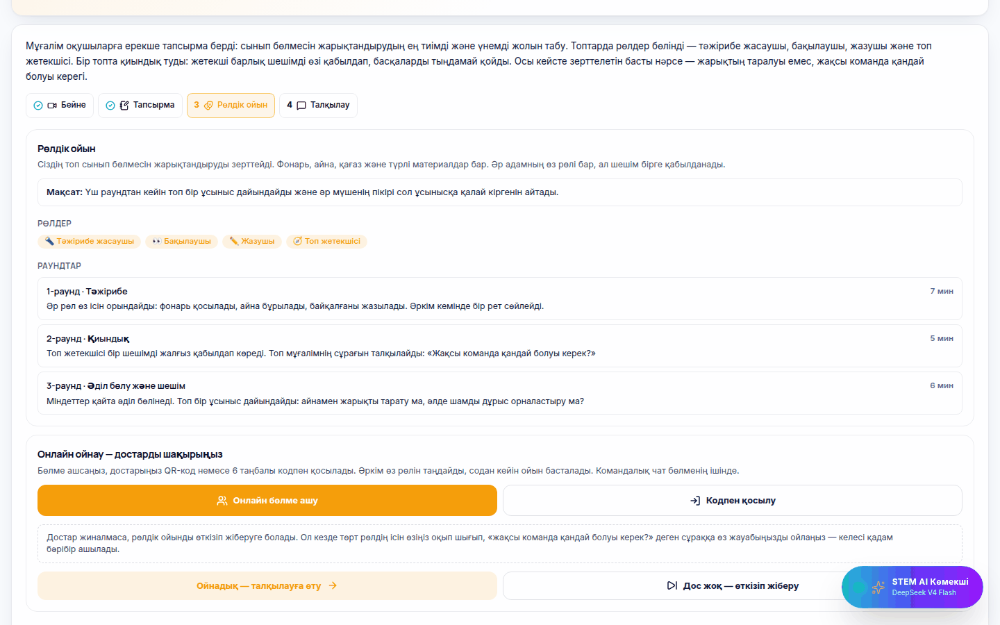 Мұғалім оқушыларға ерекше тапсырма берді: сынып бөлмесін жарықтандырудың ең тиімді және үнемді жолын табу. Топтарда рөлдер бөлінді — тәжірибе жасаушы, бақылаушы, жазушы және топ
жетекшісі. Бір топта қиындық туды: жетекші барлық шешімді өзі қабылдап, басқаларды тыңдамай қойды. Осы кейсте зерттелетін басты нәрсе — жарықтың таралуы емес, жақсы команда қандай
болуы керегі.
Бейне
Тапсырма
3 Рөлдік ойын
4 Талқылау
Рөлдік ойын
Сіздің топ сынып бөлмесін жарықтандыруды зерттейді. Фонарь, айна, қағаз және түрлі материалдар бар. Әр адамның өз рөлі бар, ал шешім бірге қабылданады.
Мақсат: Үш раундтан кейін топ бір ұсыныс дайындайды және әр мүшенің пікірі сол ұсынысқа қалай кіргенін айтады.
РӨЛДЕР
Тәжірибе жасаушы
Бақылаушы
Жазушы
Топ жетекшісі
РАУНДТАР
1-раунд · Тәжірибе
7 мин
Әр рөл өз ісін орындайды: фонарь қосылады, айна бұрылады, байқалғаны жазылады. Әркім кемінде бір рет сөйлейді.
2-раунд · Қиындық
5 мин
Топ жетекшісі бір шешімді жалғыз қабылдап көреді. Топ мұғалімнің сұрағын талқылайды: «Жақсы команда қандай болуы керек?»
3-раунд · Әділ бөлу және шешім
6 мин
Міндеттер қайта әділ бөлінеді. Топ бір ұсыныс дайындайды: айнамен жарықты тарату ма, әлде шамды дұрыс орналастыру ма?
Онлайн ойнау — достарды шақырыңыз
Бөлме ашсаңыз, достарыңыз QR-код немесе 6 таңбалы кодпен қосылады. Әркім өз рөлін таңдайды, содан кейін ойын басталады. Командалық чат бөлменің ішінде.
Онлайн бөлме ашу
Кодпен қосылу
Достар жиналмаса, рөлдік ойынды өткізіп жіберуге болады. Ол кезде төрт рөлдің ісін өзіңіз оқып шығып, «жақсы команда қандай болуы керек?» деген сұраққа өз жауабыңызды ойлаңыз — келесі қадам
бәрібір ашылады.
Ойнадық — талқылауға өту
Дос жоқ — өткізіп жіберу
STEM AI Көмекші
DeepSeek V4 Flash